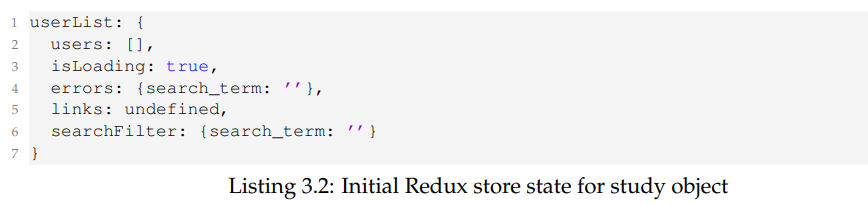 1 userList: {
2 users: [],
3 isLoading: true,
4 errors: {search_term: ''},
5 links: undefined,
6 searchFilter: {search_term: ''}
7 }
Listing 3.2: Initial Redux store state for study object